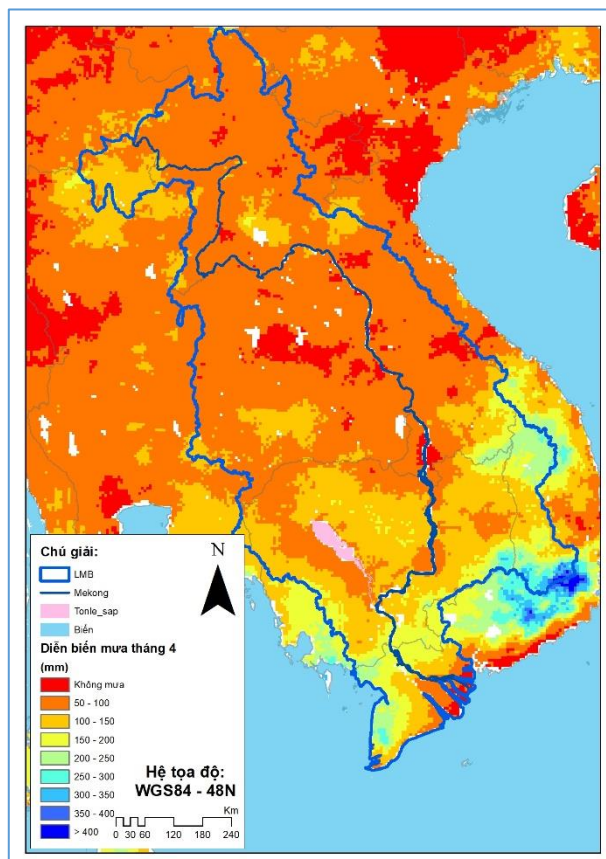 Chú giải:
N
LMB
Mekong
Tonle_sap
Biển
Diễn biến mưa tháng 4
(mm)
Không mưa
50 - 100
100 - 150
150 - 200
200 - 250
250 - 300
300 - 350
350 - 400
> 400
Hệ tọa độ:
WGS84 - 48N
Km
0 30 60 120 180 240